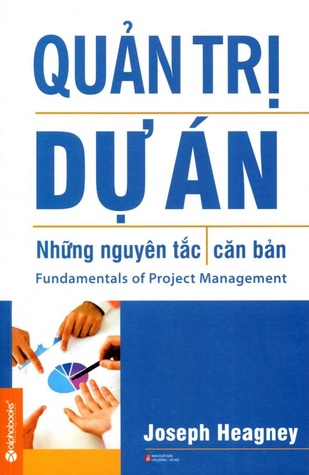 QUẢN TRỊ
DỰ ÁN
Những nguyên tắc căn bản
Fundamentals of Project Management
alphabooks
Joseph Heagney